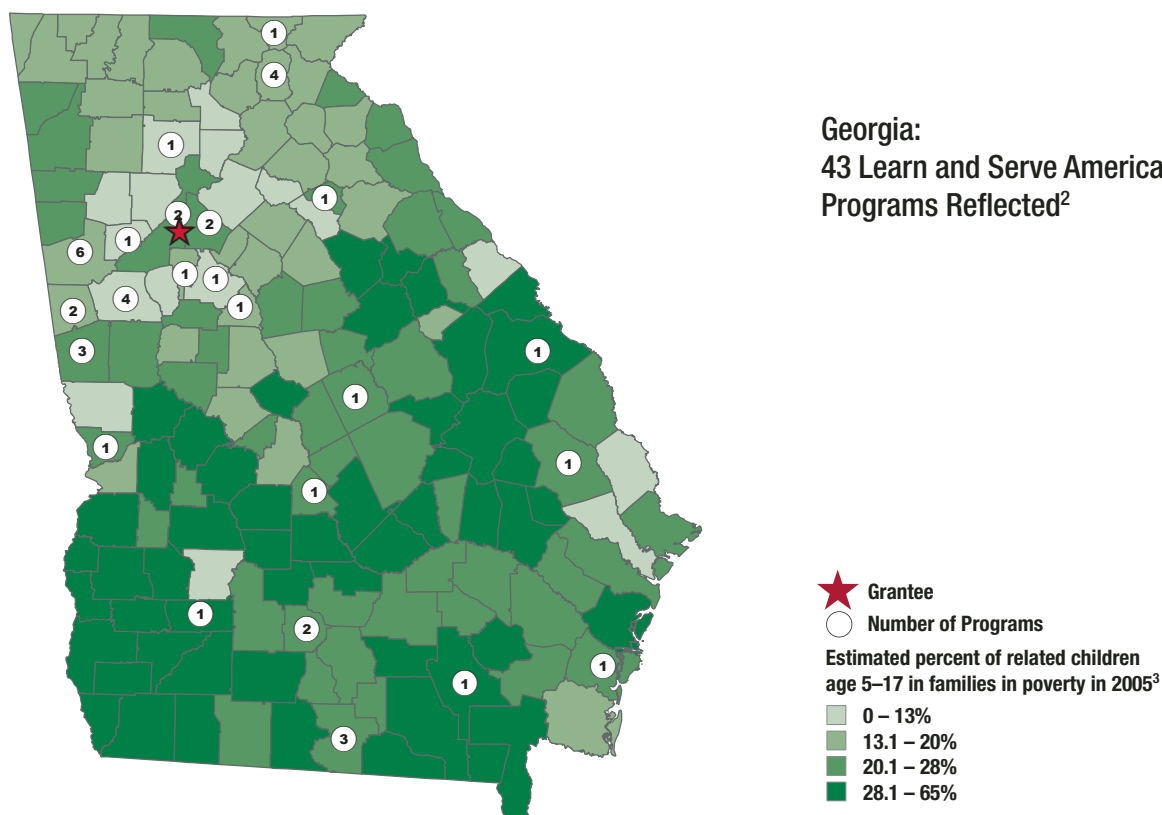 1
4
Georgia:
43 Learn and Serve America
Programs Reflected2
1
1
2
2
1
6
1
1
4
1
2
3
1
1
1
1
1
1
2
1
1
3
Grantee
Number of Programs
Estimated percent of related children
age 5–17 in families in poverty in 20053
0 – 13%
13.1 – 20%
20.1 – 28%
28.1 – 65%